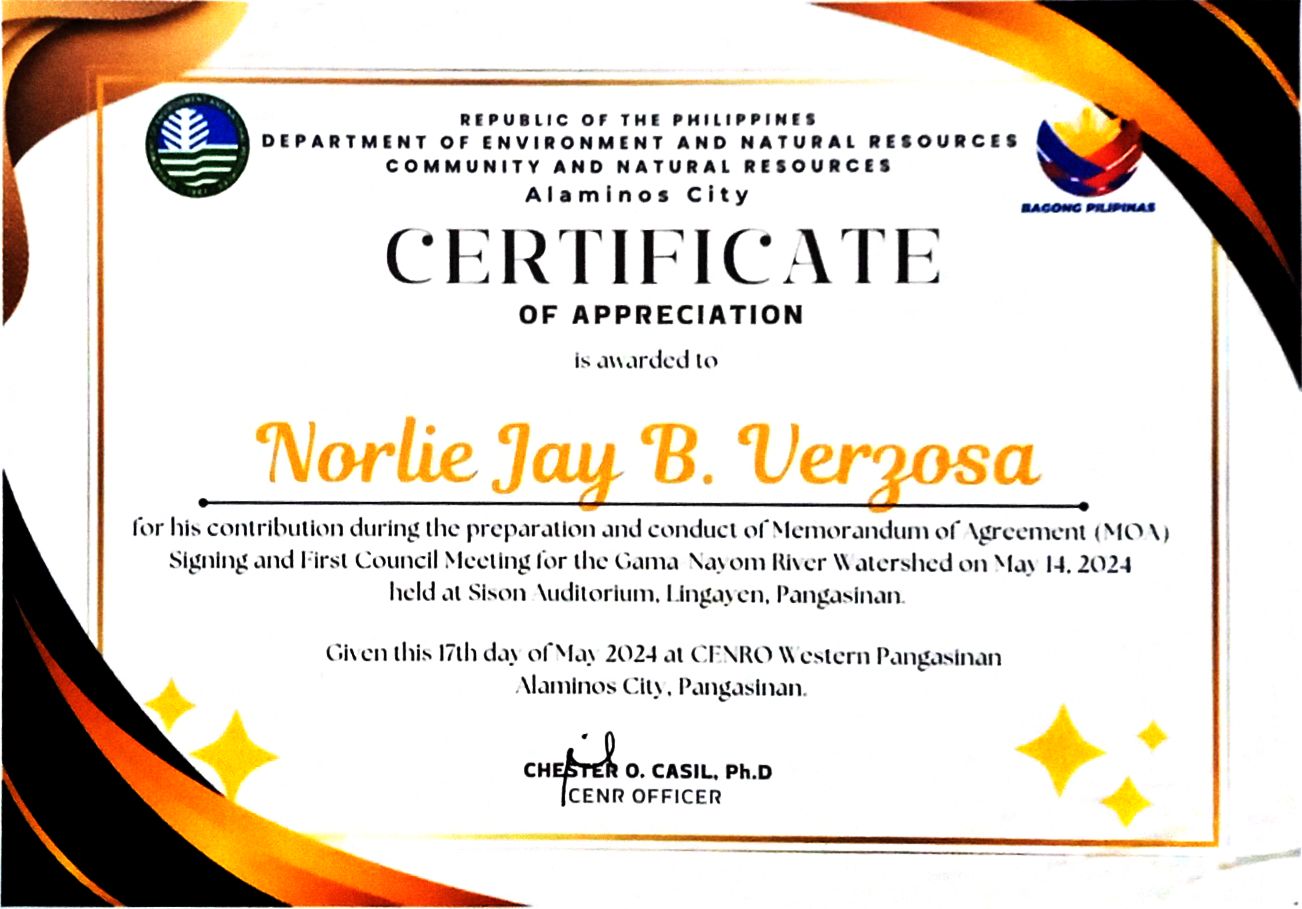 REPUBLIC OF THE PHILIPPINES
DEPARTMENT OF ENVIRONMENT AND NATURAL RESOURCES
COMMUNITY AND NATURAL RESOURCES
Alaminos City
BAGONG PILIPINAS
CERTIFICATE
OF APPRECIATION
is awarded to
Norlie Jay B. Verzosa
for his contribution during the preparation and conduct of Memorandum of Agreement (MOA)
Signing and First Council Meeting for the Gama Nayom River Watershed on May 14, 2024
held at Sison Auditorium, Lingayen, Pangasinan.
Given this 17th day of May 2024 at CENRO Western Pangasinan
Alaminos City, Pangasinan.
CHESTER O. CASIL, Ph.D
CENR OFFICER